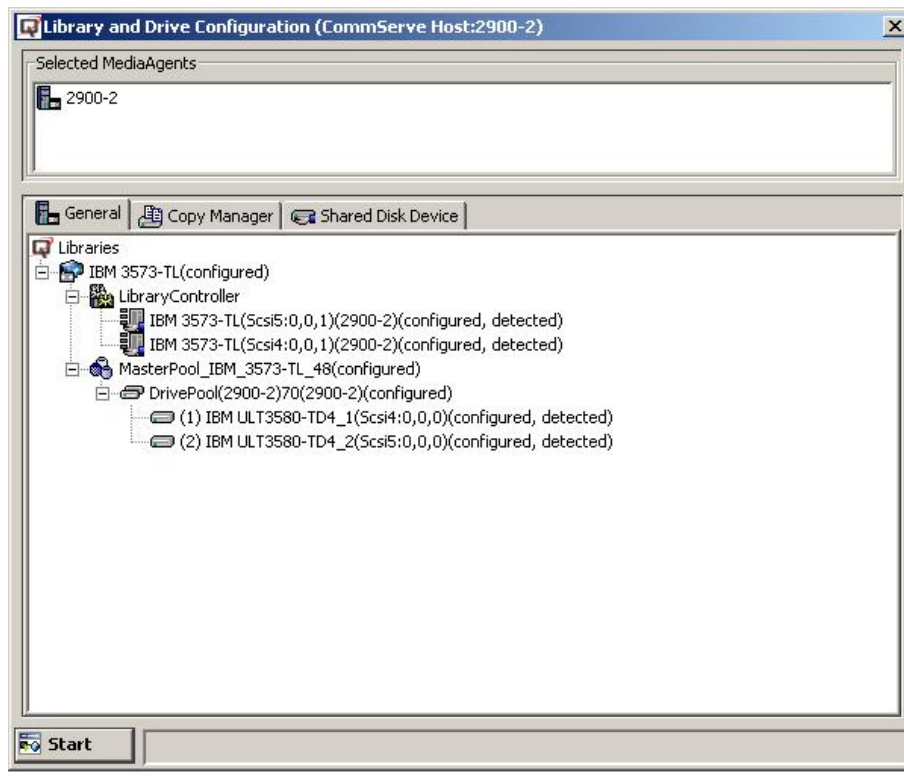 Library and Drive Configuration (CommServe Host:2900-2)
Selected MediaAgents
2900-2
General
Copy Manager
Shared Disk Device
Libraries
IBM 3573-TL(configured)
LibraryController
IBM 3573-TL(Scsi5:0,0,1)(2900-2)(configured, detected)
IBM 3573-TL(Scsi4:0,0,1)(2900-2)(configured, detected)
MasterPool_IBM_3573-TL_48(configured)
DrivePool(2900-2)70(2900-2)(configured)
(1) IBM ULT3580-TD4_1(Scsi4:0,0,0)(configured, detected)
(2) IBM ULT3580-TD4_2(Scsi5:0,0,0)(configured, detected)
Start